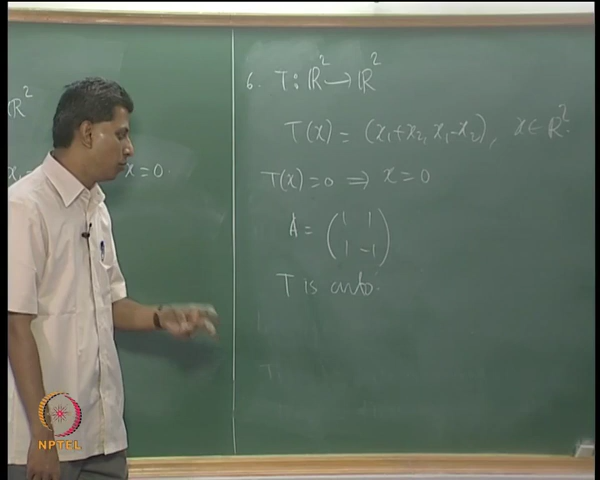 ℝ²
x=0.
6. T: ℝ² → ℝ²
T(x) = (x₁+x₂, x₁-x₂), x∈ℝ².
T(x)=0 ⇒ x=0
A = (1 1
1 -1)
T is onto.
NPTEL